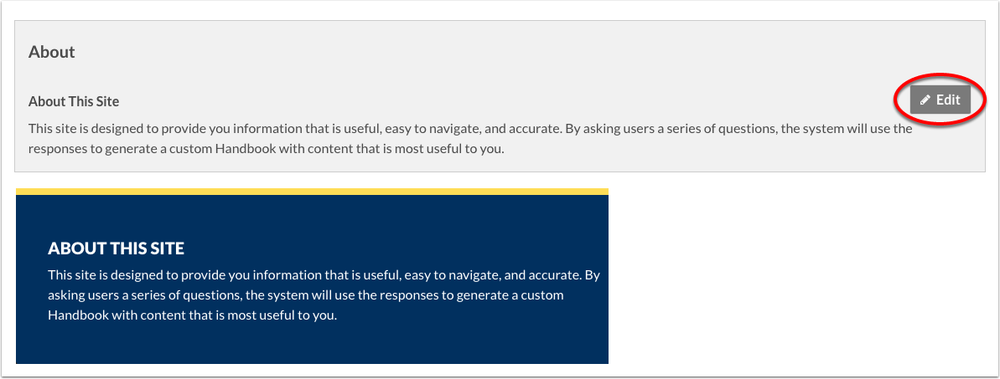 About
About This Site
Edit
This site is designed to provide you information that is useful, easy to navigate, and accurate. By asking users a series of questions, the system will use the
responses to generate a custom Handbook with content that is most useful to you.
ABOUT THIS SITE
This site is designed to provide you information that is useful, easy to navigate, and accurate. By
asking users a series of questions, the system will use the responses to generate a custom
Handbook with content that is most useful to you.